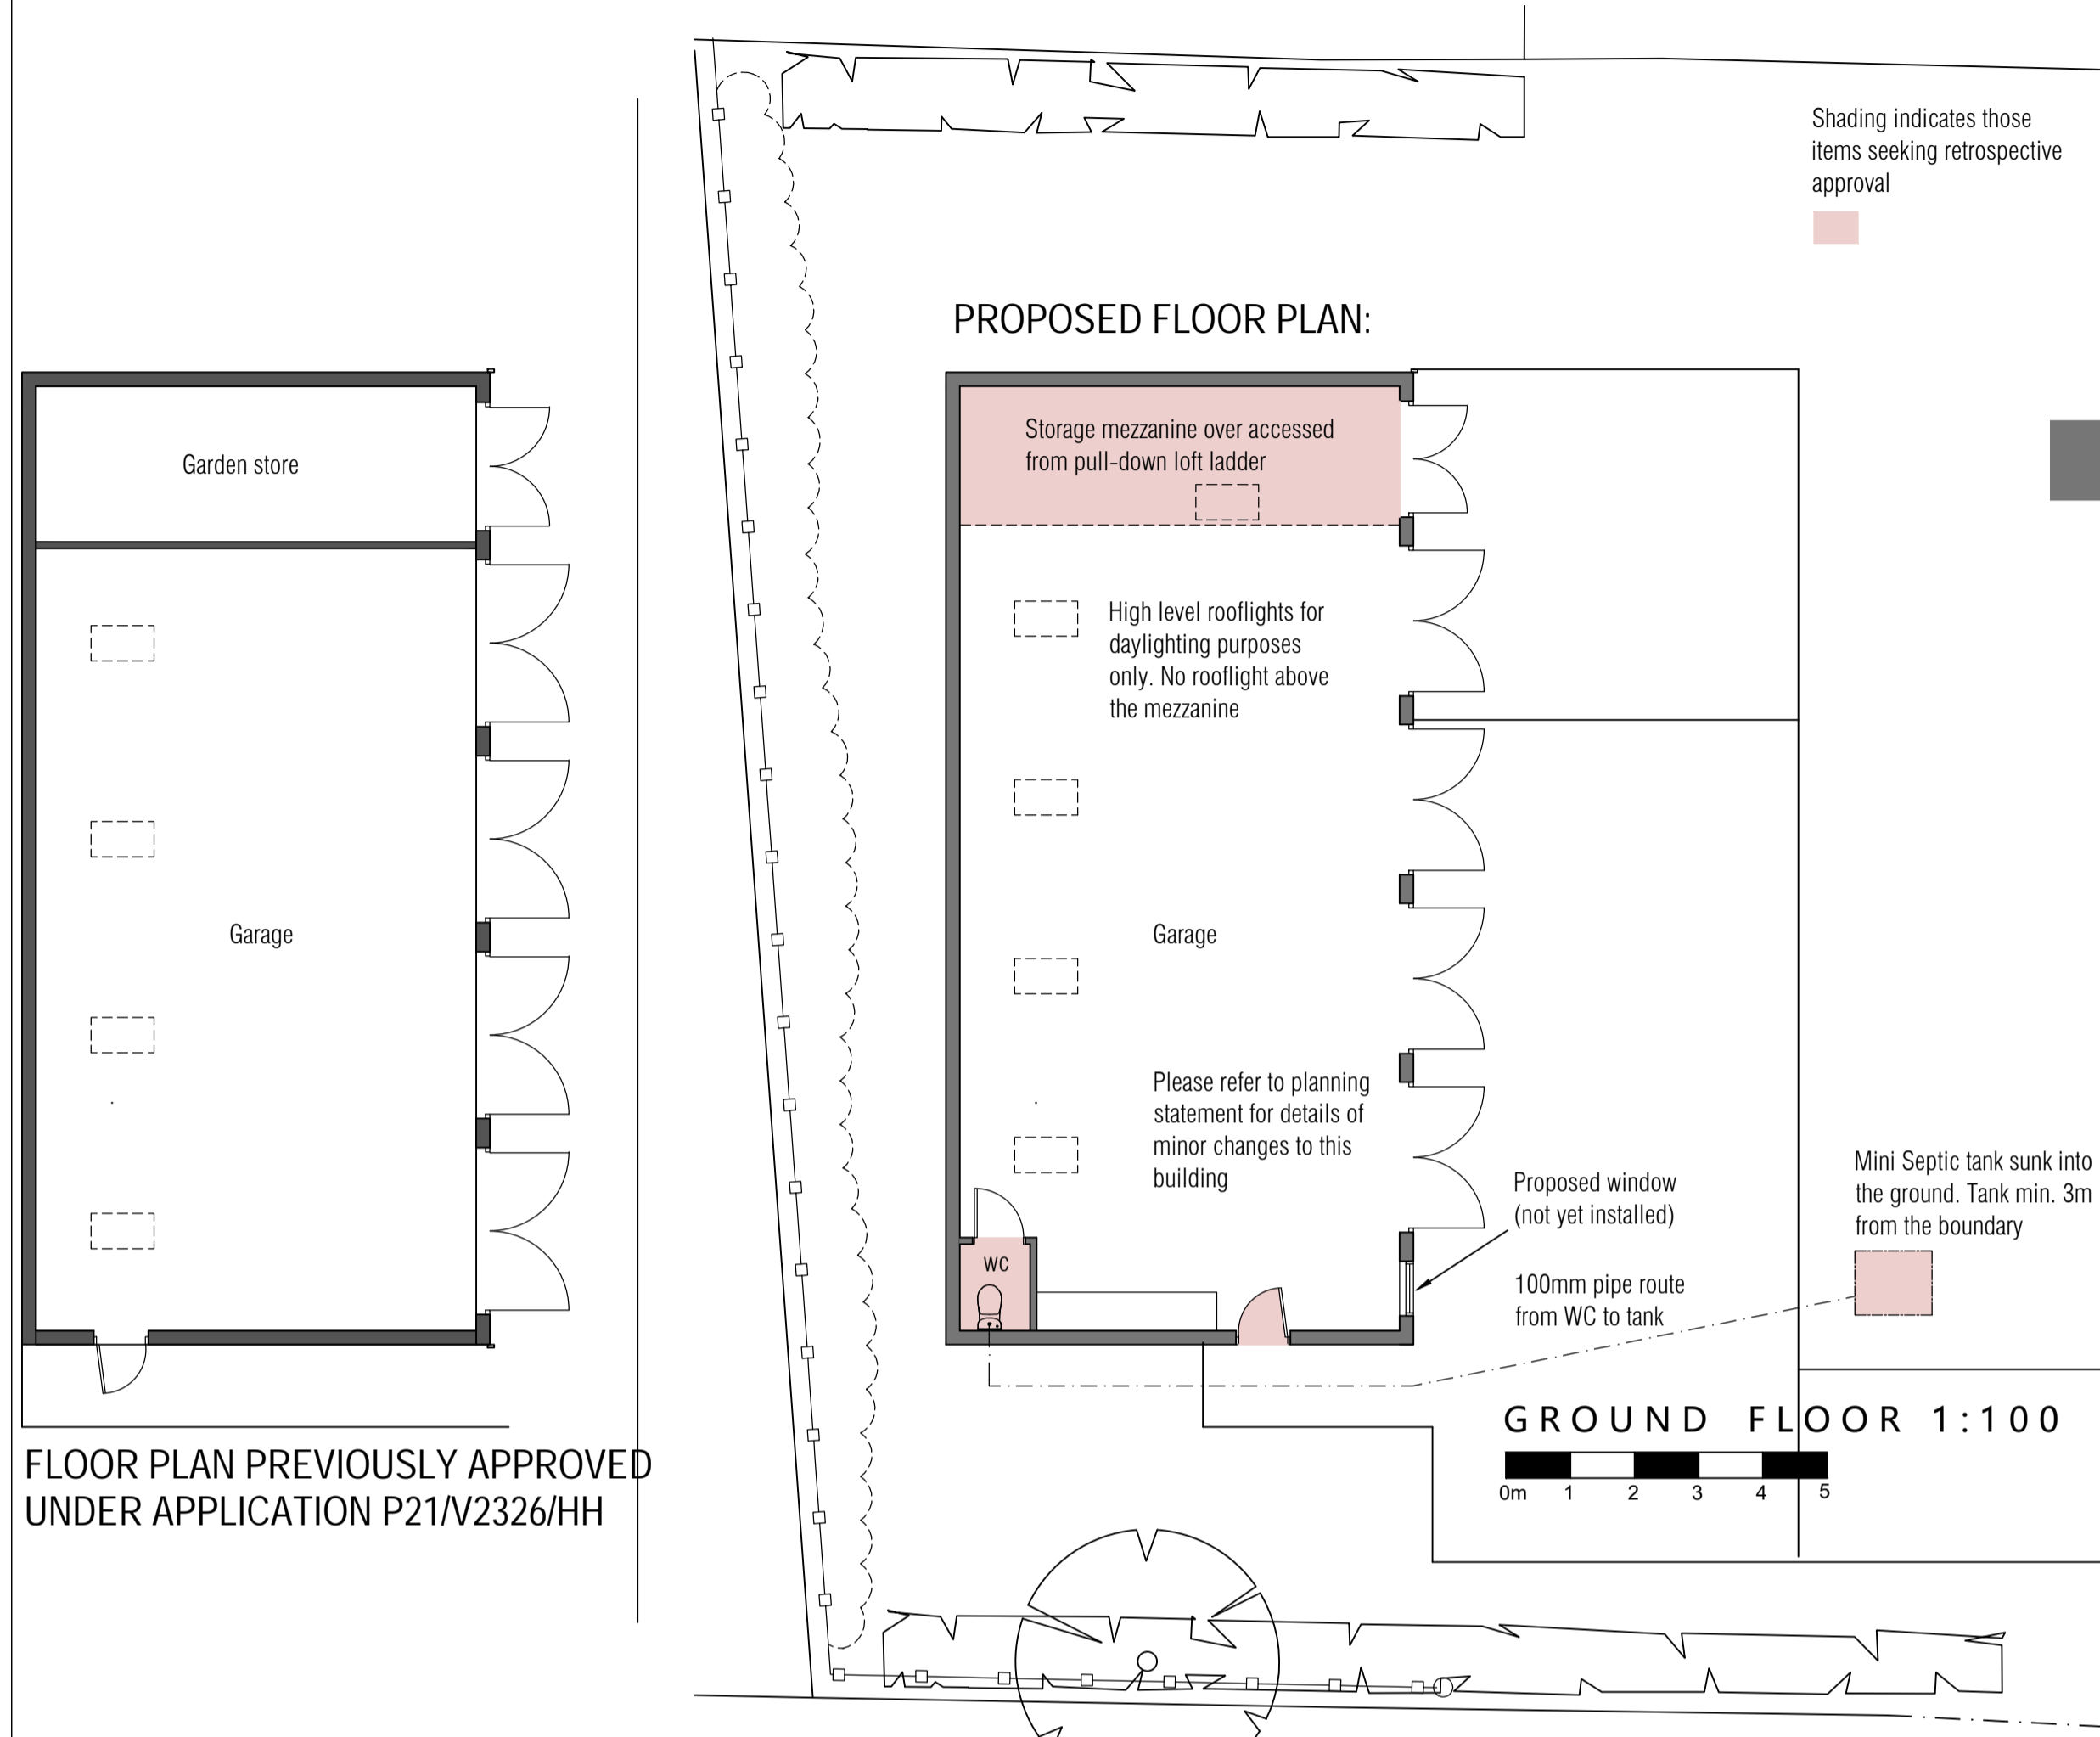 Shading indicates those
items seeking retrospective
approval
PROPOSED FLOOR PLAN:
Garden store
Garage
FLOOR PLAN PREVIOUSLY APPROVED
UNDER APPLICATION P21/V2326/HH
Storage mezzanine over accessed
from pull-down loft ladder
High level rooflights for
daylighting purposes
only. No rooflight above
the mezzanine
Garage
Please refer to planning
statement for details of
minor changes to this
building
WC
Proposed window
(not yet installed)
100mm pipe route
from WC to tank
Mini Septic tank sunk into
the ground. Tank min. 3m
from the boundary
GROUND FLOOR 1:100
0m 1 2 3 4 5